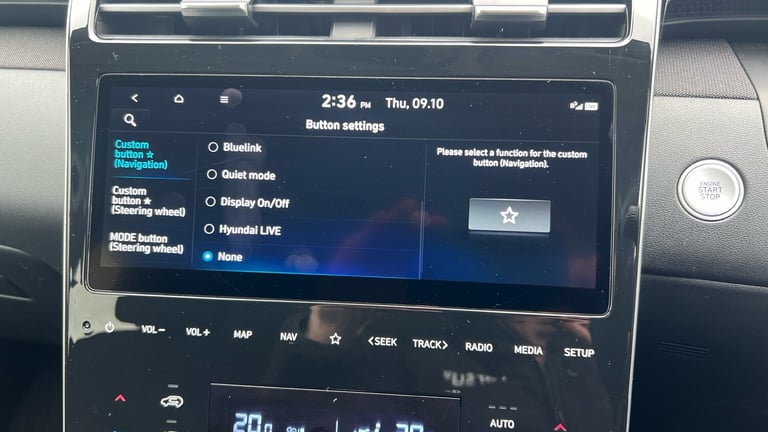 2:36 PM Thu, 09.10
Button settings
Custom
button ☆
(Navigation)
Custom
button ★
(Steering wheel)
MODE button
(Steering wheel)
Bluelink
Quiet mode
Display On/Off
Hyundai LIVE
None
Please select a function for the custom
button (Navigation).
ENGINE
START
STOP
VOL− VOL+ MAP NAV ☆ <SEEK TRACK> RADIO MEDIA SETUP
AUTO
20.0